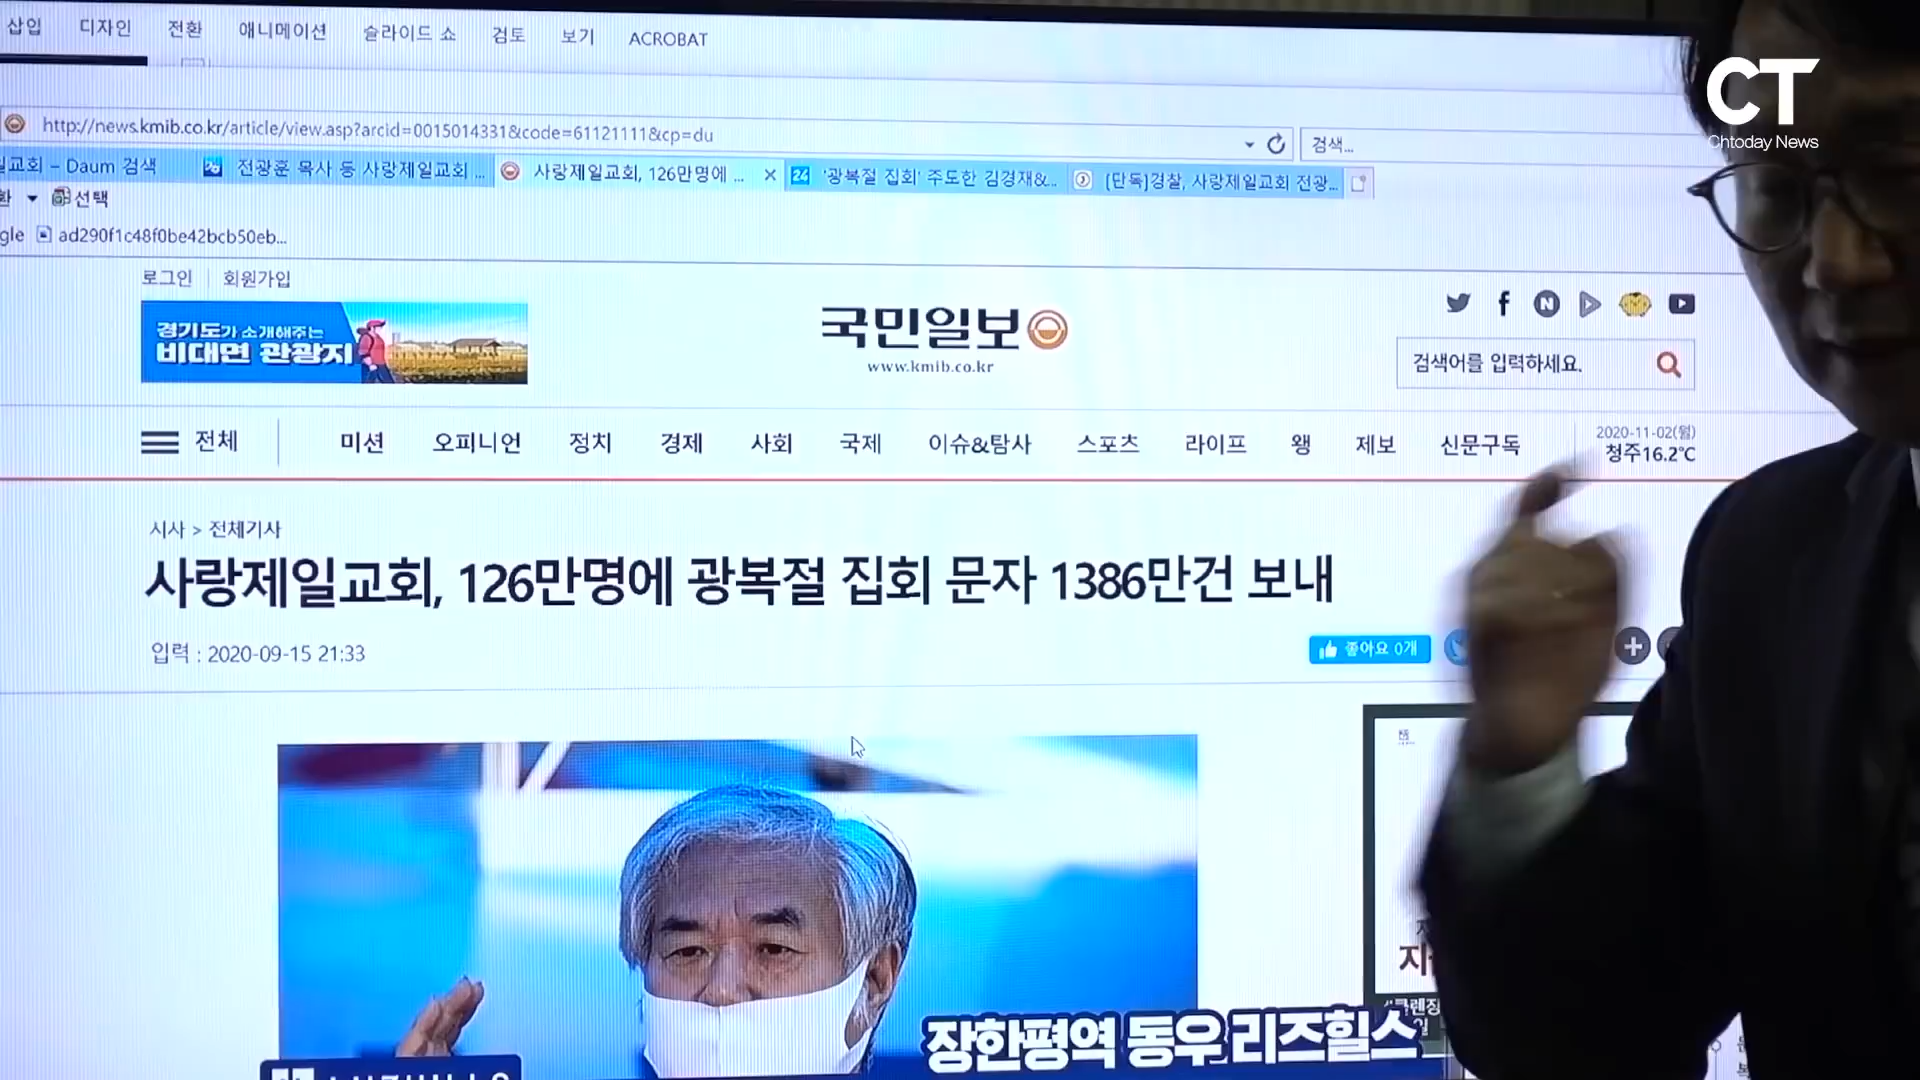 삽입 디자인 전환 애니메이션 슬라이드 쇼 검토 보기 ACROBAT
CT
Chtoday News
http://news.kmib.co.kr/article/view.asp?arcid=0015014331&code=61121111&cp=du
검색...
일교회 - Daum 검색
전광훈 목사 등 사랑제일교회 ...
사랑제일교회, 126만명에 ...
'광복절 집회' 주도한 김경재&...
[단독]경찰, 사랑제일교회 전광...
환 선택
gle ad290f1c48f0be42bcb50eb...
로그인 회원가입
경기도가 소개해주는
비대면 관광지
국민일보
www.kmib.co.kr
검색어를 입력하세요.
전체 미션 오피니언 정치 경제 사회 국제 이슈&탐사 스포츠 라이프 왱 제보 신문구독
2020-11-02(월)
청주16.2℃
시사 > 전체기사
사랑제일교회, 126만명에 광복절 집회 문자 1386만건 보내
입력 : 2020-09-15 21:33
좋아요 0개
장한평역 동우 리즈힐스